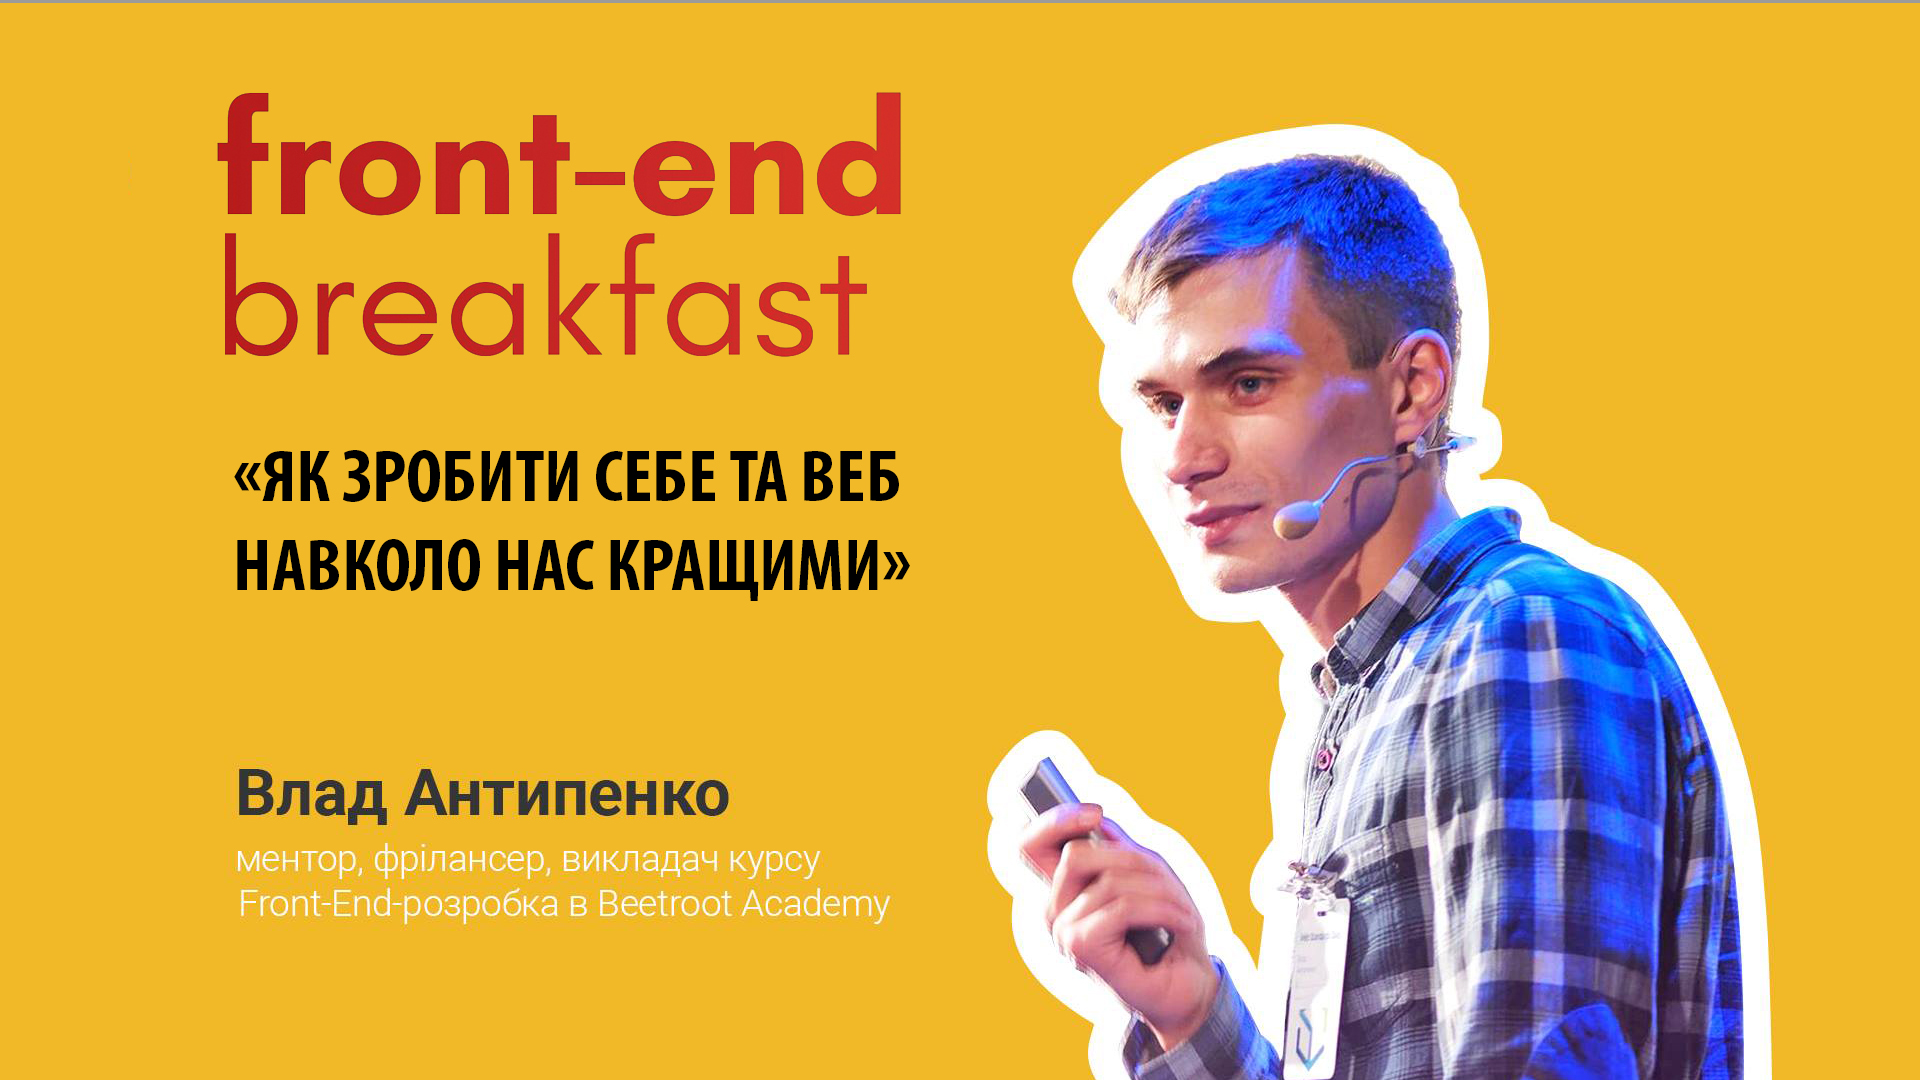 front-end
breakfast
«ЯК ЗРОБИТИ СЕБЕ ТА ВЕБ
НАВКОЛО НАС КРАЩИМИ»
Влад Антипенко
ментор, фрілансер, викладач курсу
Front-End-розробка в Beetroot Academy